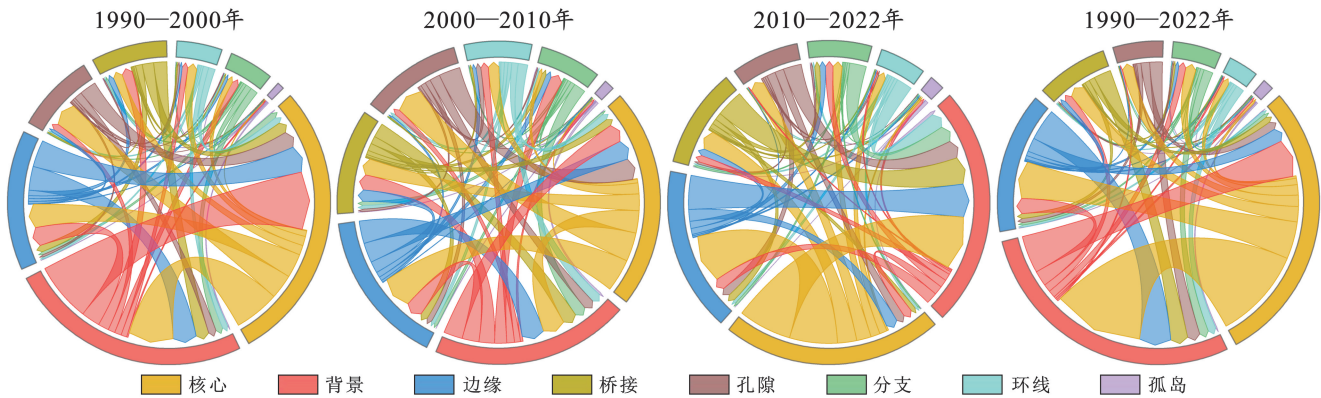 1990—2000年 2000—2010年 2010—2022年 1990—2022年
核心 背景 边缘 桥接 孔隙 分支 环线 孤岛